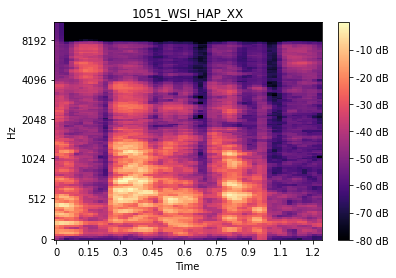 1051_WSI_HAP_XX
8192
4096
2048
1024
512
0
Hz
0 0.15 0.3 0.45 0.6 0.75 0.9 1.1 1.2
Time
-10 dB
-20 dB
-30 dB
-40 dB
-50 dB
-60 dB
-70 dB
-80 dB